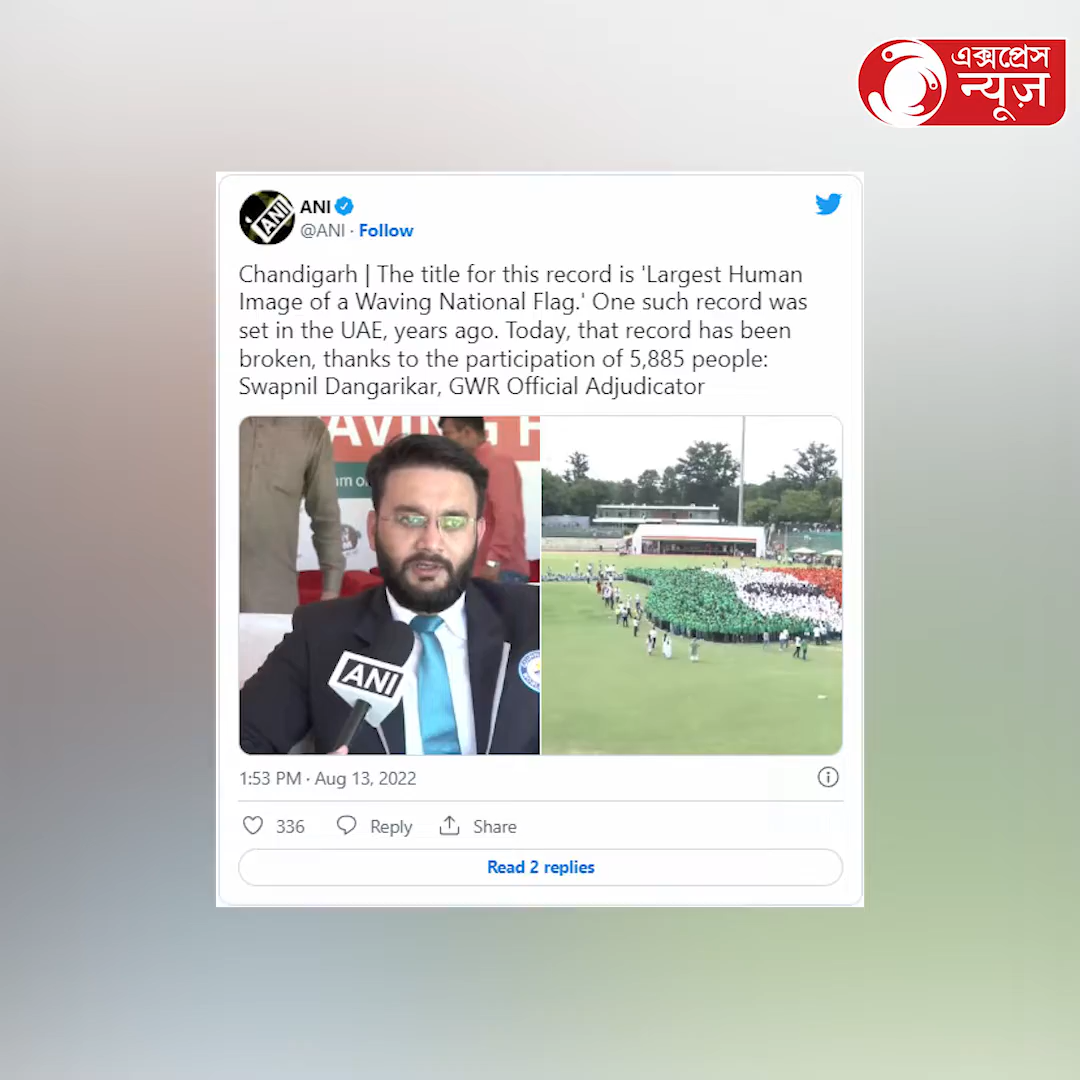 एक्सप्रेस
न्यूज़
ANI
@ANI · Follow
Chandigarh | The title for this record is 'Largest Human
Image of a Waving National Flag.' One such record was
set in the UAE, years ago. Today, that record has been
broken, thanks to the participation of 5,885 people:
Swapnil Dangarikar, GWR Official Adjudicator
AVING F
ANI
1:53 PM · Aug 13, 2022
336 Reply Share
Read 2 replies